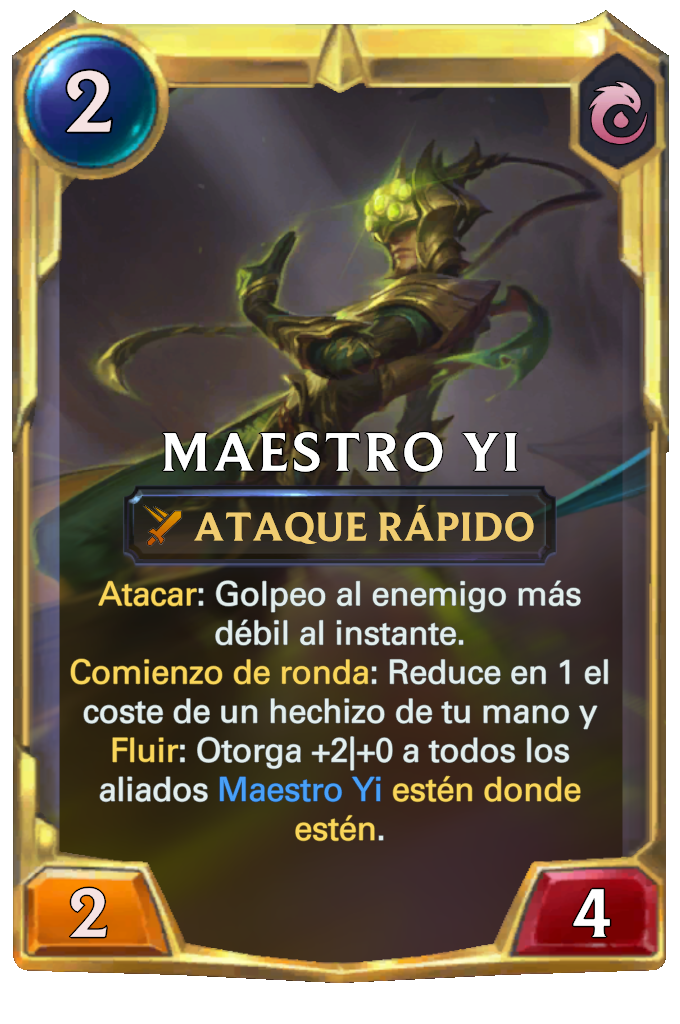 2
MAESTRO YI
ATAQUE RÁPIDO
Atacar: Golpeo al enemigo más
débil al instante.
Comienzo de ronda: Reduce en 1 el
coste de un hechizo de tu mano y
Fluir: Otorga +2|+0 a todos los
aliados Maestro Yi estén donde
estén.
2
4